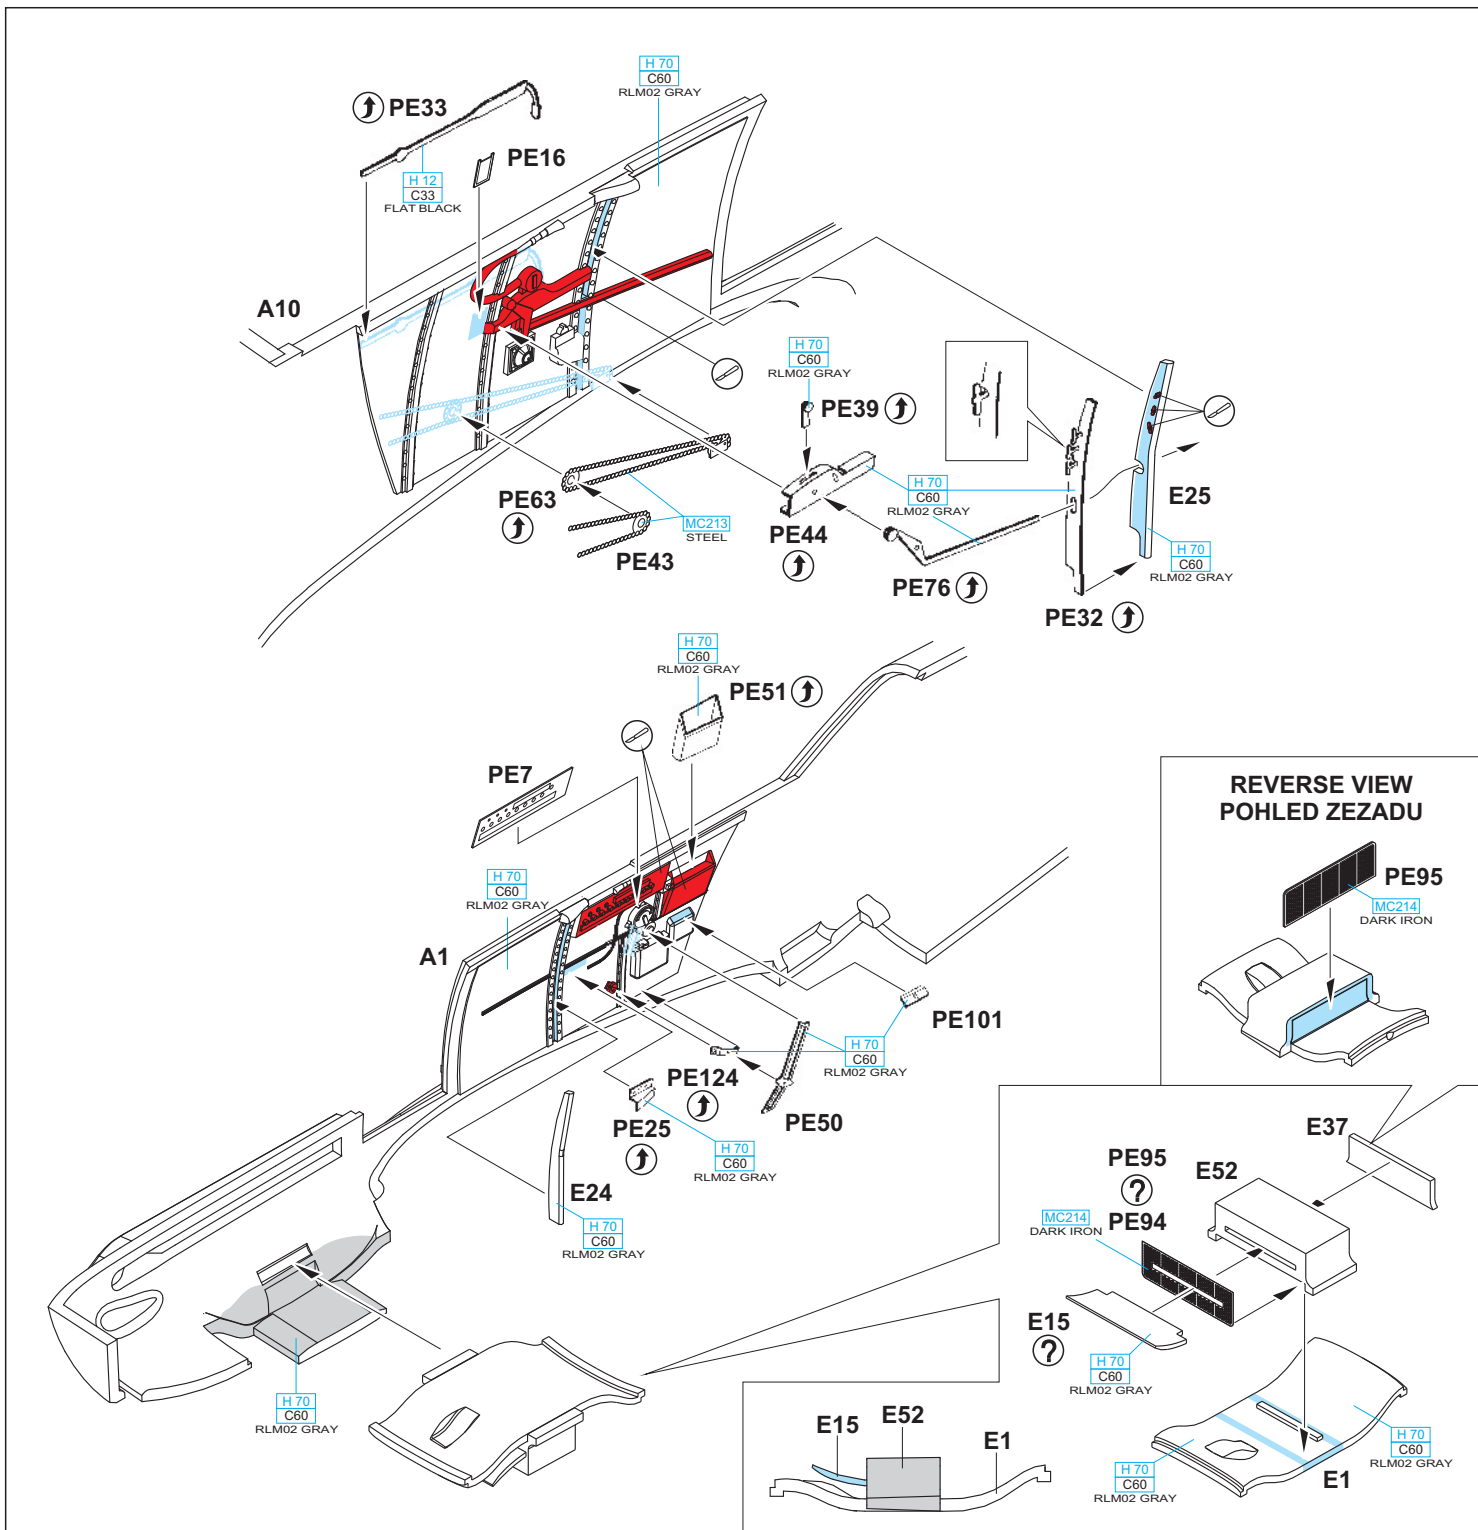 H 70
C60
RLM02 GRAY
PE33
PE16
H 12
C33
FLAT BLACK
A10
H 70
C60
RLM02 GRAY
PE39
PE63
MC213
STEEL
PE43
PE44
H 70
C60
RLM02 GRAY
PE76
E25
H 70
C60
RLM02 GRAY
PE32
H 70
C60
RLM02 GRAY
PE51
PE7
H 70
C60
RLM02 GRAY
A1
PE101
H 70
C60
RLM02 GRAY
PE124
PE50
PE25
H 70
C60
RLM02 GRAY
E24
H 70
C60
RLM02 GRAY
H 70
C60
RLM02 GRAY
REVERSE VIEW
POHLED ZEZADU
PE95
MC214
DARK IRON
E37
PE95
?
E52
MC214
DARK IRON
PE94
E15
?
H 70
C60
RLM02 GRAY
H 70
C60
RLM02 GRAY
H 70
C60
RLM02 GRAY
E1
E15
E52
E1